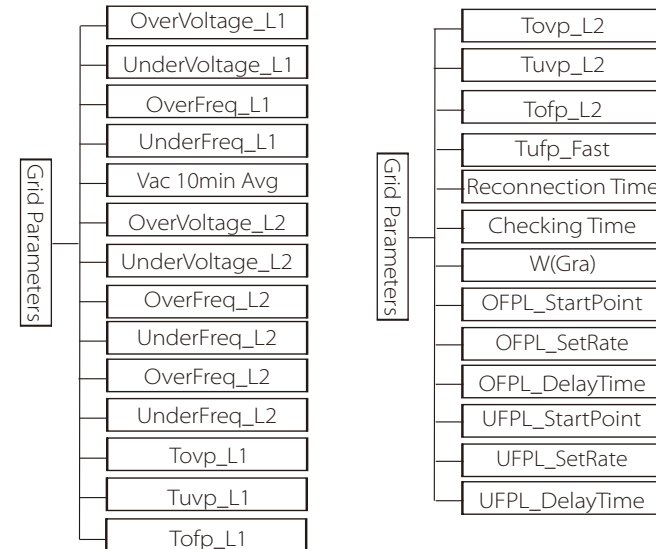 Grid Parameters
OverVoltage_L1
UnderVoltage_L1
OverFreq_L1
UnderFreq_L1
Vac 10min Avg
OverVoltage_L2
UnderVoltage_L2
OverFreq_L2
UnderFreq_L2
OverFreq_L2
UnderFreq_L2
Tovp_L1
Tuvp_L1
Tofp_L1
Grid Parameters
Tovp_L2
Tuvp_L2
Tofp_L2
Tufp_Fast
Reconnection Time
Checking Time
W(Gra)
OFPL_StartPoint
OFPL_SetRate
OFPL_DelayTime
UFPL_StartPoint
UFPL_SetRate
UFPL_DelayTime